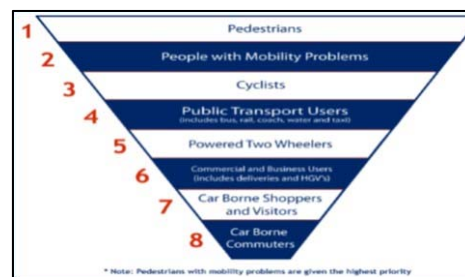 1 Pedestrians
2 People with Mobility Problems
3 Cyclists
4 Public Transport Users
(includes bus, rail, coach, water and taxi)
5 Powered Two Wheelers
6 Commercial and Business Users
(includes deliveries and HGV's)
7 Car Borne Shoppers
and Visitors
8 Car Borne
Commuters
* Note: Pedestrians with mobility problems are given the highest priority